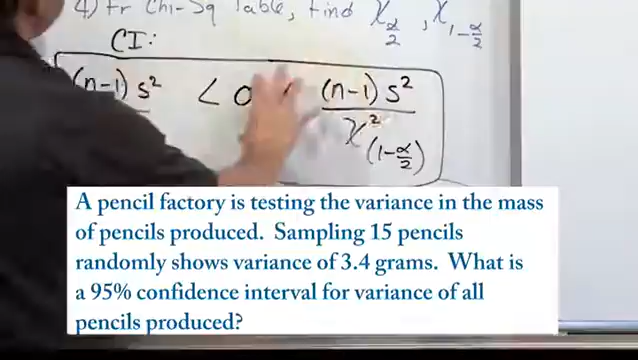 4) Fr Chi-Sq Table, find χ α/2 , χ 1-α/2
CI:
(n-1) s² < σ < (n-1) s²
χ² (1-α/2)
A pencil factory is testing the variance in the mass
of pencils produced. Sampling 15 pencils
randomly shows variance of 3.4 grams. What is
a 95% confidence interval for variance of all
pencils produced?